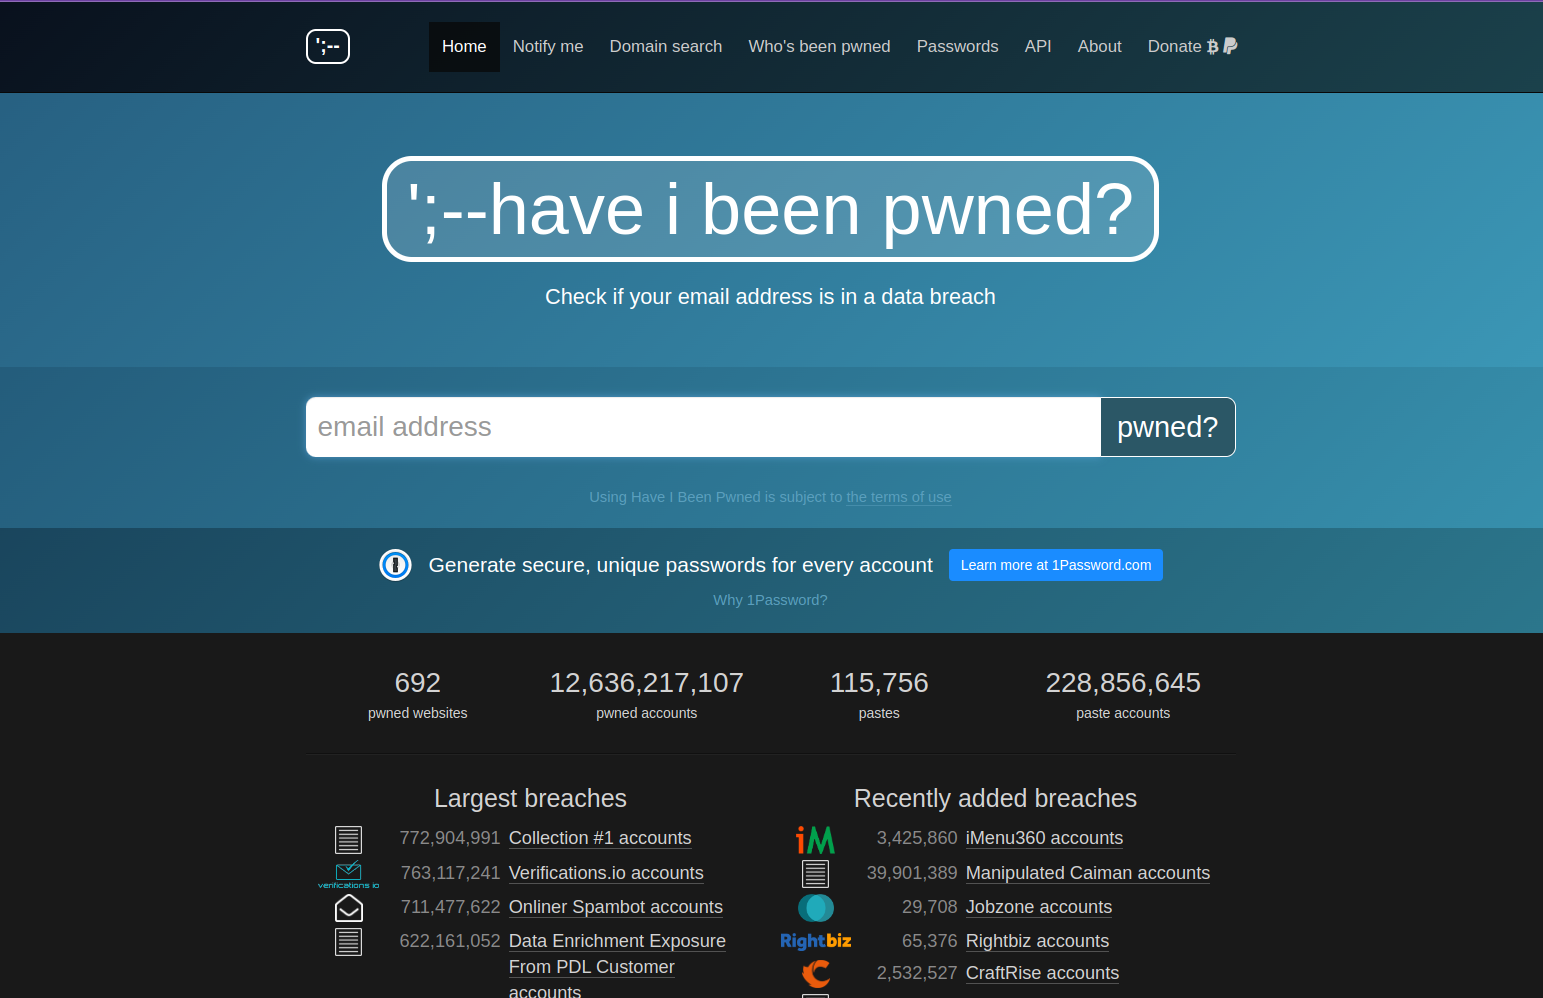 ';--
Home Notify me Domain search Who's been pwned Passwords API About Donate
';--have i been pwned?
Check if your email address is in a data breach
email address pwned?
Using Have I Been Pwned is subject to the terms of use
Generate secure, unique passwords for every account Learn more at 1Password.com
Why 1Password?
692 12,636,217,107 115,756 228,856,645
pwned websites pwned accounts pastes paste accounts
Largest breaches
772,904,991 Collection #1 accounts
verifications io 763,117,241 Verifications.io accounts
711,477,622 Onliner Spambot accounts
622,161,052 Data Enrichment Exposure
From PDL Customer
accounts
Recently added breaches
iM 3,425,860 iMenu360 accounts
39,901,389 Manipulated Caiman accounts
29,708 Jobzone accounts
Rightbiz 65,376 Rightbiz accounts
2,532,527 CraftRise accounts